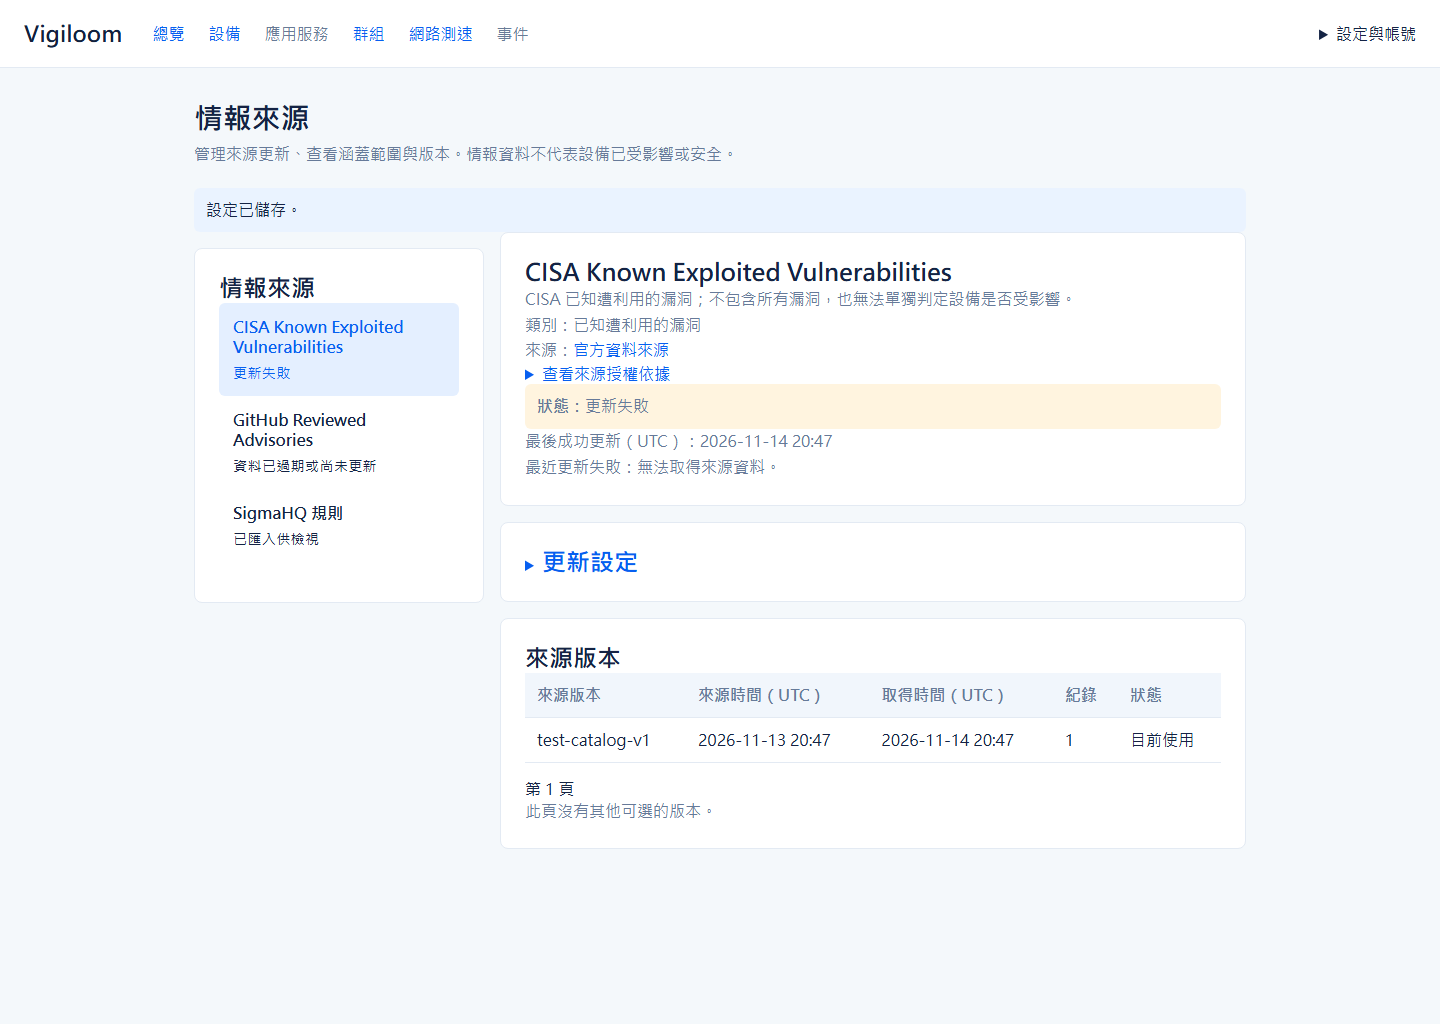 Vigiloom 總覽 設備 應用服務 群組 網路測速 事件 ▶ 設定與帳號
情報來源
管理來源更新、查看涵蓋範圍與版本。情報資料不代表設備已受影響或安全。
設定已儲存。
情報來源
CISA Known Exploited
Vulnerabilities
更新失敗
GitHub Reviewed
Advisories
資料已過期或尚未更新
SigmaHQ 規則
已匯入供檢視
CISA Known Exploited Vulnerabilities
CISA 已知遭利用的漏洞；不包含所有漏洞，也無法單獨判定設備是否受影響。
類別：已知遭利用的漏洞
來源：官方資料來源
▶ 查看來源授權依據
狀態：更新失敗
最後成功更新（UTC）：2026-11-14 20:47
最近更新失敗：無法取得來源資料。
▶ 更新設定
來源版本
來源版本 來源時間（UTC） 取得時間（UTC） 紀錄 狀態
test-catalog-v1 2026-11-13 20:47 2026-11-14 20:47 1 目前使用
第 1 頁
此頁沒有其他可選的版本。